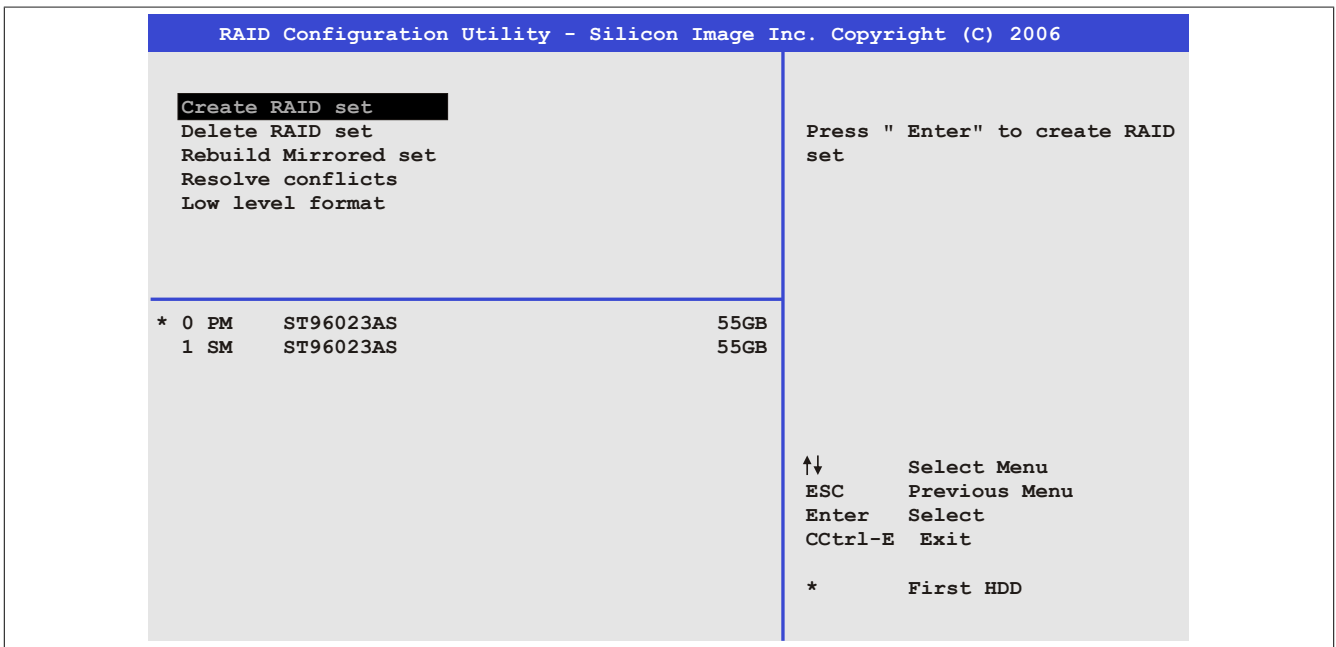 RAID Configuration Utility - Silicon Image Inc. Copyright (C) 2006
Create RAID set
Delete RAID set
Rebuild Mirrored set
Resolve conflicts
Low level format
Press " Enter" to create RAID
set
* 0 PM ST96023AS 55GB
1 SM ST96023AS 55GB
↑↓ Select Menu
ESC Previous Menu
Enter Select
CCtrl-E Exit
* First HDD